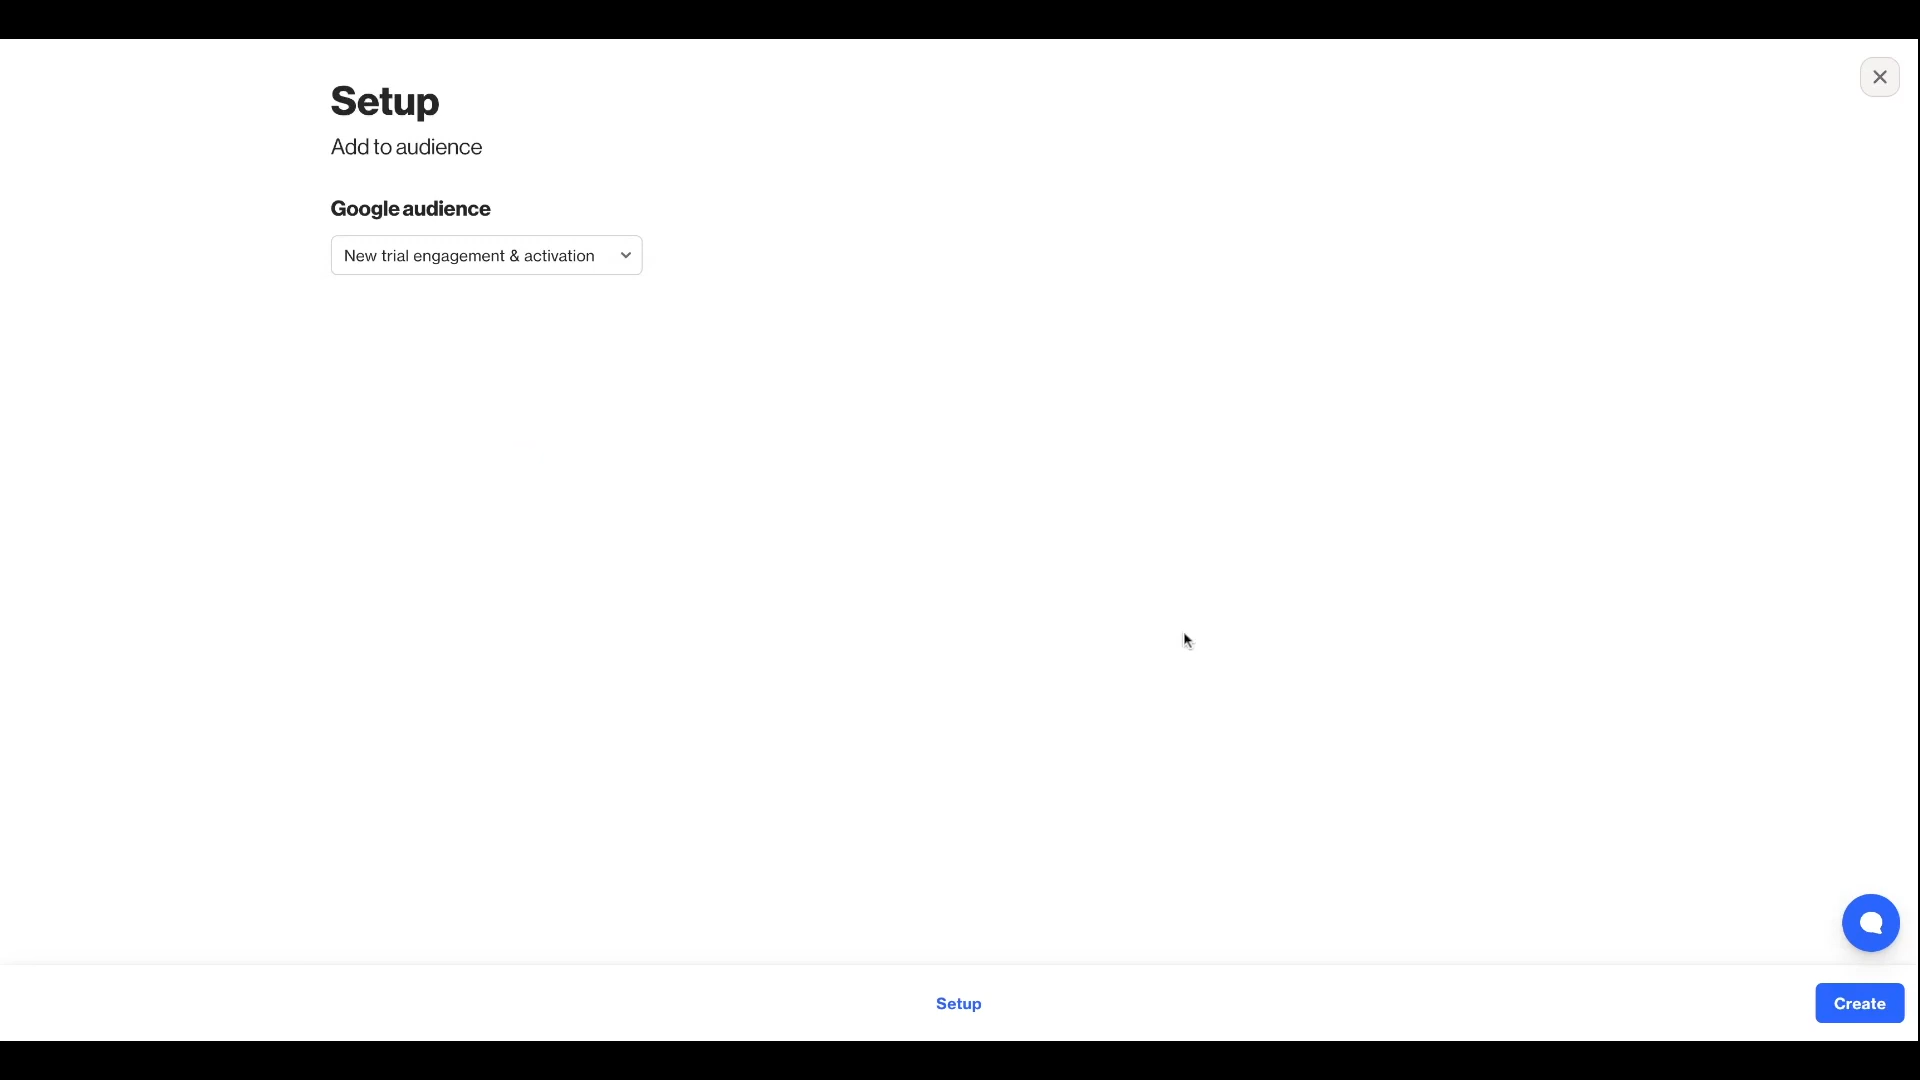 Setup
Add to audience
Google audience
New trial engagement & activation
Setup
Create